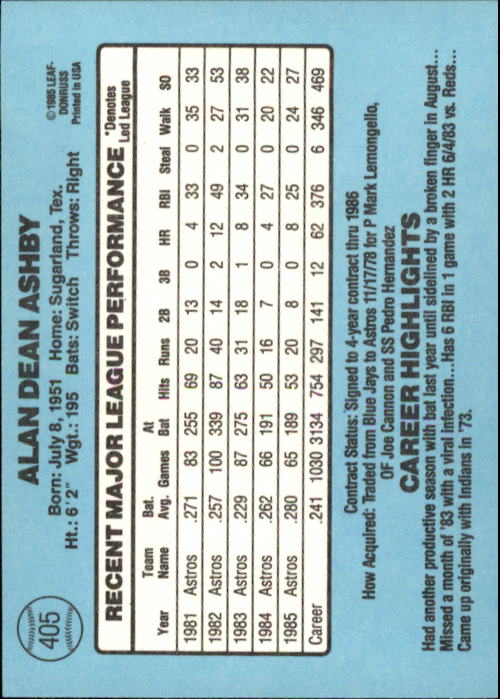 405
ALAN DEAN ASHBY
Born: July 8, 1951 Home: Sugarland, Tex.
Ht.: 6'2" Wgt.: 195 Bats: Switch Throws: Right
©1985 LEAF-
DONRUSS
Printed in USA
RECENT MAJOR LEAGUE PERFORMANCE *Denotes
Led League
Year Team Name Bat. Avg. Games At Bat Hits Runs 2B 3B HR RBI Steal Walk SO
1981 Astros .271 83 255 69 20 13 0 4 33 0 35 33
1982 Astros .257 100 339 87 40 14 2 12 49 2 27 53
1983 Astros .229 87 275 63 31 18 1 8 34 0 31 38
1984 Astros .262 66 191 50 16 7 0 4 27 0 20 22
1985 Astros .280 65 189 53 20 8 0 8 25 0 24 27
Career .241 1030 3134 754 297 141 12 62 376 6 346 469
Contract Status: Signed to 4-year contract thru 1986
How Acquired: Traded from Blue Jays to Astros 11/17/78 for P Mark Lemongello,
OF Joe Cannon and SS Pedro Hernandez
CAREER HIGHLIGHTS
Had another productive season with bat last year until sidelined by a broken finger in August....
Missed a month of '83 with a viral infection....Has 6 RBI in 1 game with 2 HR 6/4/83 vs. Reds....
Came up originally with Indians in '73.